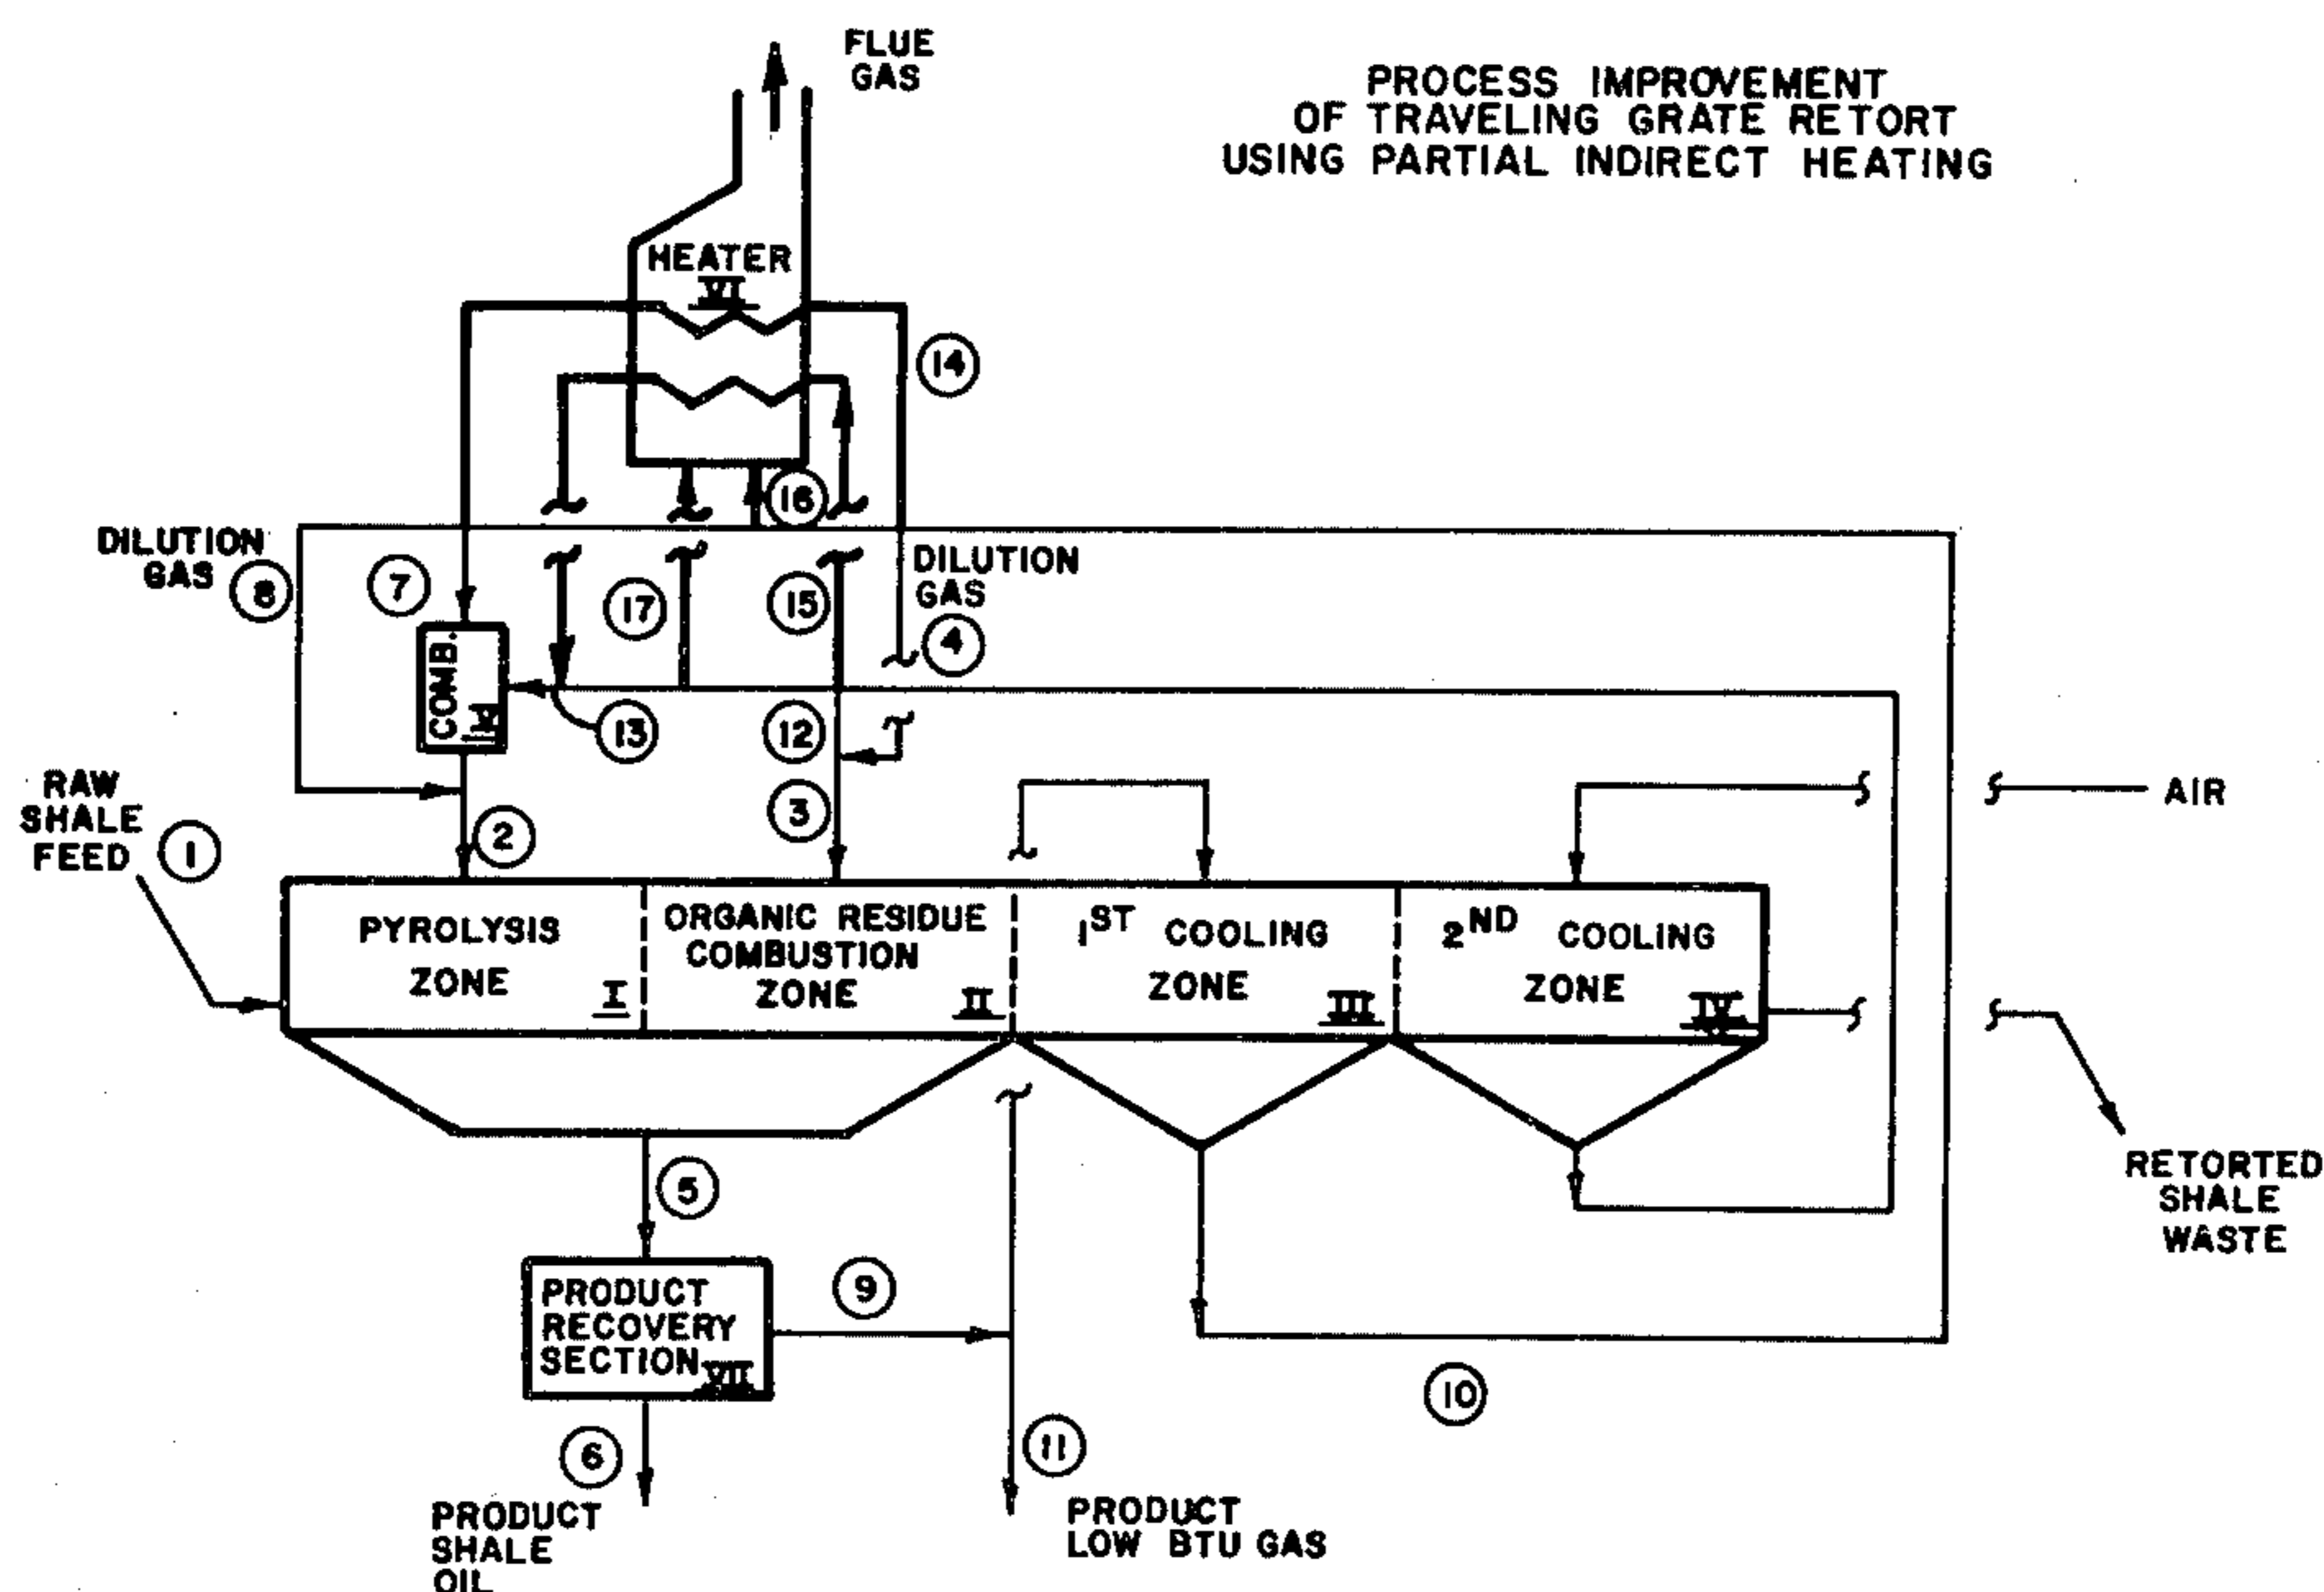 FLUE
GAS
PROCESS IMPROVEMENT
OF TRAVELING GRATE RETORT
USING PARTIAL INDIRECT HEATING
HEATER
VI
14
16
DILUTION
GAS 8
7
17
15
DILUTION
GAS
4
COMB.
13
12
3
2
RAW
SHALE
FEED
1
AIR
PYROLYSIS
ZONE I
ORGANIC RESIDUE
COMBUSTION
ZONE II
1ST COOLING
ZONE III
2ND COOLING
ZONE IV
5
RETORTED
SHALE
WASTE
PRODUCT
RECOVERY
SECTION VII
9
10
6
11
PRODUCT
SHALE
OIL
PRODUCT
LOW BTU GAS